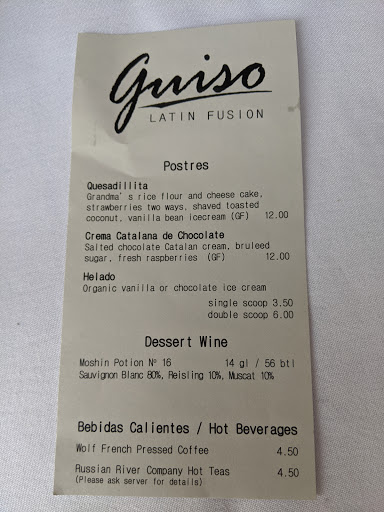 Guiso
LATIN FUSION
Postres
Quesadillita
Grandma's rice flour and cheese cake,
strawberries two ways, shaved toasted
coconut, vanilla bean icecream (GF) 12.00
Crema Catalana de Chocolate
Salted chocolate Catalan cream, bruleed
sugar, fresh raspberries (GF) 12.00
Helado
Organic vanilla or chocolate ice cream
single scoop 3.50
double scoop 6.00
Dessert Wine
Moshin Potion Nº 16 14 gl / 56 btl
Sauvignon Blanc 80%, Reisling 10%, Muscat 10%
Bebidas Calientes / Hot Beverages
Wolf French Pressed Coffee 4.50
Russian River Company Hot Teas 4.50
(Please ask server for details)